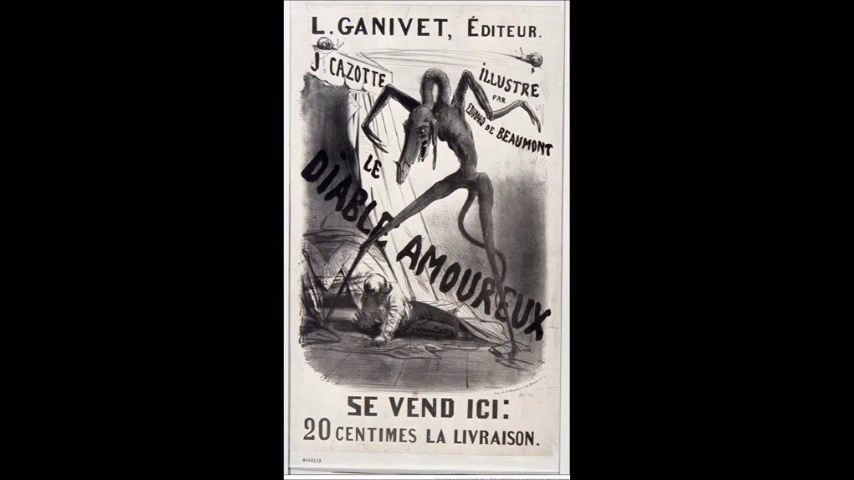 L. GANIVET, ÉDITEUR.
J. CAZOTTE
ILLUSTRÉ
PAR
EDOUARD DE BEAUMONT
LE
DIABLE AMOUREUX
SE VEND ICI:
20 CENTIMES LA LIVRAISON.